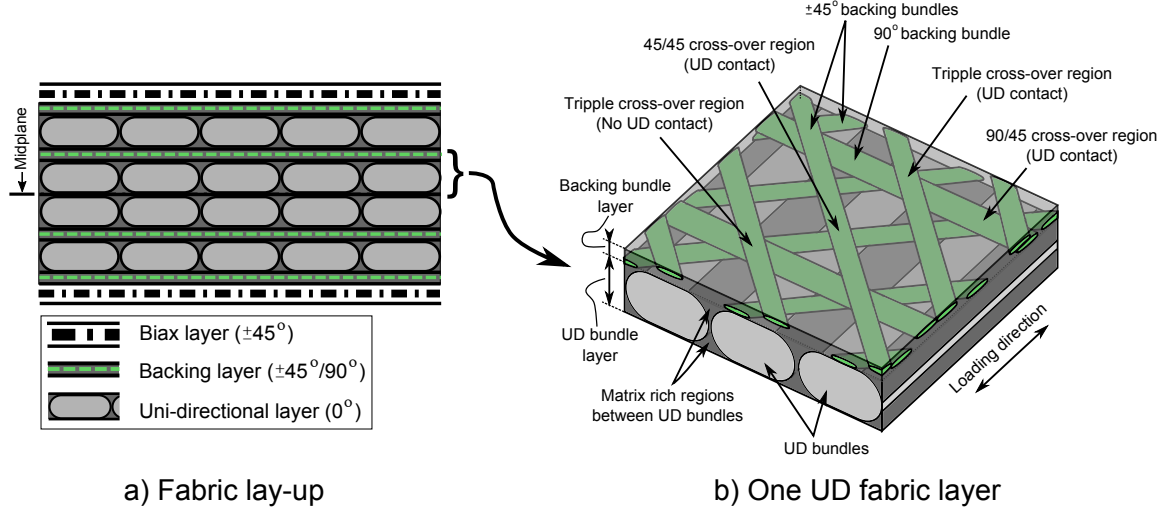 Midplane
Biax layer (±45°)
Backing layer (±45°/90°)
Uni-directional layer (0°)
a) Fabric lay-up
±45° backing bundles
90° backing bundle
45/45 cross-over region
(UD contact)
Tripple cross-over region
(UD contact)
Tripple cross-over region
(No UD contact)
90/45 cross-over region
(UD contact)
Backing bundle
layer
UD bundle
layer
Matrix rich regions
between UD bundles
UD bundles
Loading direction
b) One UD fabric layer